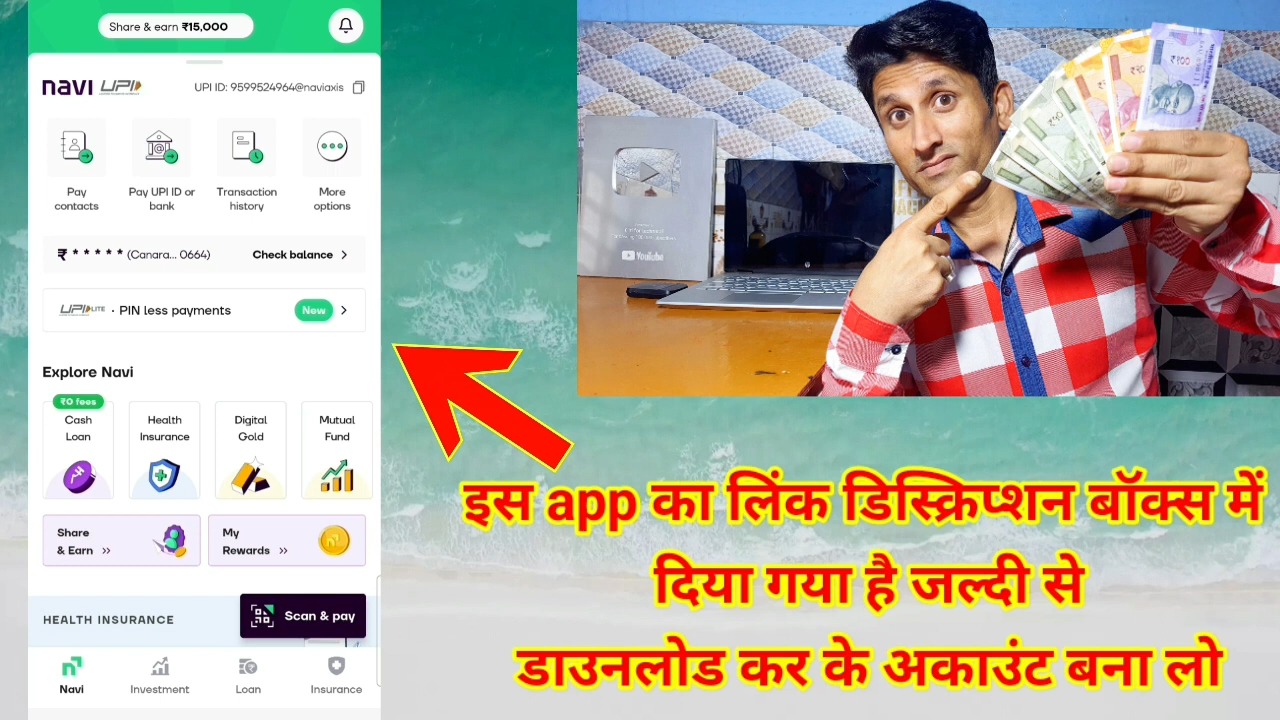 Share & earn ₹15,000
navi UPI
UPI ID: 9599524964@naviaxis
Pay contacts
Pay UPI ID or bank
Transaction history
More options
₹ * * * * * (Canara... 0664)
Check balance
UPI LITE · PIN less payments
New
Explore Navi
₹0 fees
Cash Loan
Health Insurance
Digital Gold
Mutual Fund
Share & Earn
My Rewards
HEALTH INSURANCE
Scan & pay
Navi
Investment
Loan
Insurance
YouTube
₹20
इस app का लिंक डिस्क्रिप्शन बॉक्स में
दिया गया है जल्दी से
डाउनलोड कर के अकाउंट बना लो